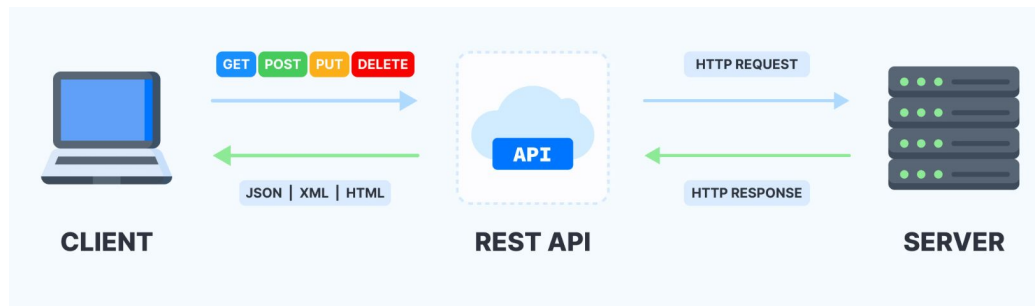 GET POST PUT DELETE
HTTP REQUEST
API
JSON | XML | HTML
HTTP RESPONSE
CLIENT
REST API
SERVER